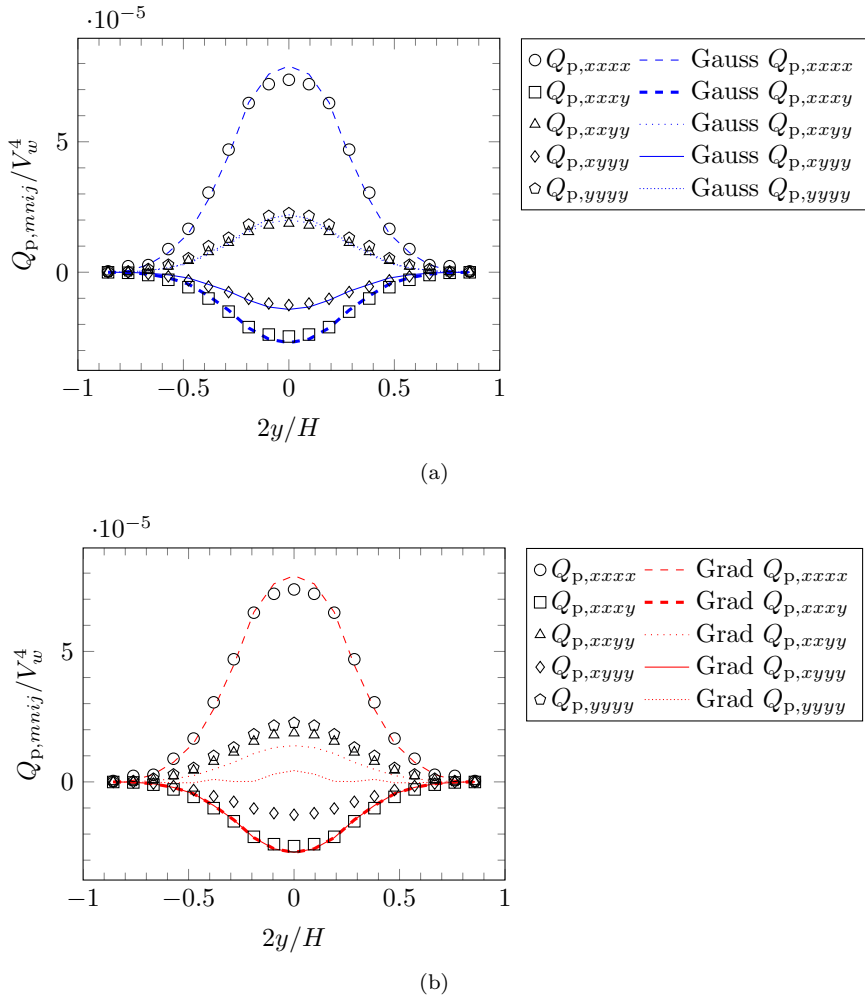 ·10⁻⁵
5
0
Q_p,mnij/V_w^4
−1 −0.5 0 0.5 1
2y/H
Q_p,xxxx Gauss Q_p,xxxx
Q_p,xxxy Gauss Q_p,xxxy
Q_p,xxyy Gauss Q_p,xxyy
Q_p,xyyy Gauss Q_p,xyyy
Q_p,yyyy Gauss Q_p,yyyy
(a)
·10⁻⁵
5
0
Q_p,mnij/V_w^4
−1 −0.5 0 0.5 1
2y/H
Q_p,xxxx Grad Q_p,xxxx
Q_p,xxxy Grad Q_p,xxxy
Q_p,xxyy Grad Q_p,xxyy
Q_p,xyyy Grad Q_p,xyyy
Q_p,yyyy Grad Q_p,yyyy
(b)